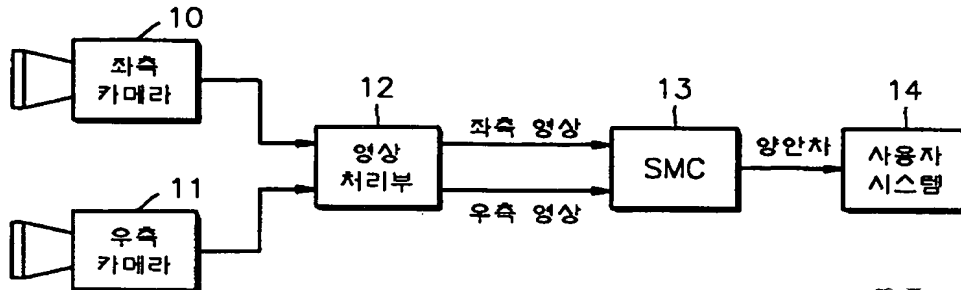 10
좌측
카메라
11
우측
카메라
12
영상
처리부
좌측 영상
우측 영상
13
SMC
양안차
14
사용자
시스템